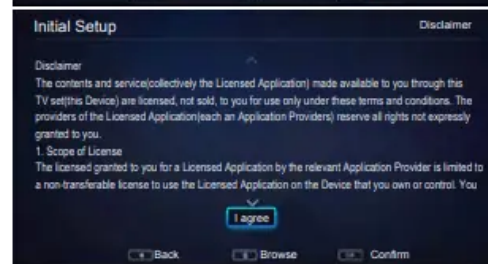 Initial Setup
Disclaimer
Disclaimer
The contents and service(collectively the Licensed Application) made available to you through this
TV set(this Device) are licensed, not sold, to you for use only under these terms and conditions. The
providers of the Licensed Application(each an Application Providers) reserve all rights not expressly
granted to you.
1. Scope of License
The licensed granted to you for a Licensed Application by the relevant Application Provider is limited to
a non-transferable license to use the Licensed Application on the Device that you own or control. You
I agree
Back
Browse
Confirm